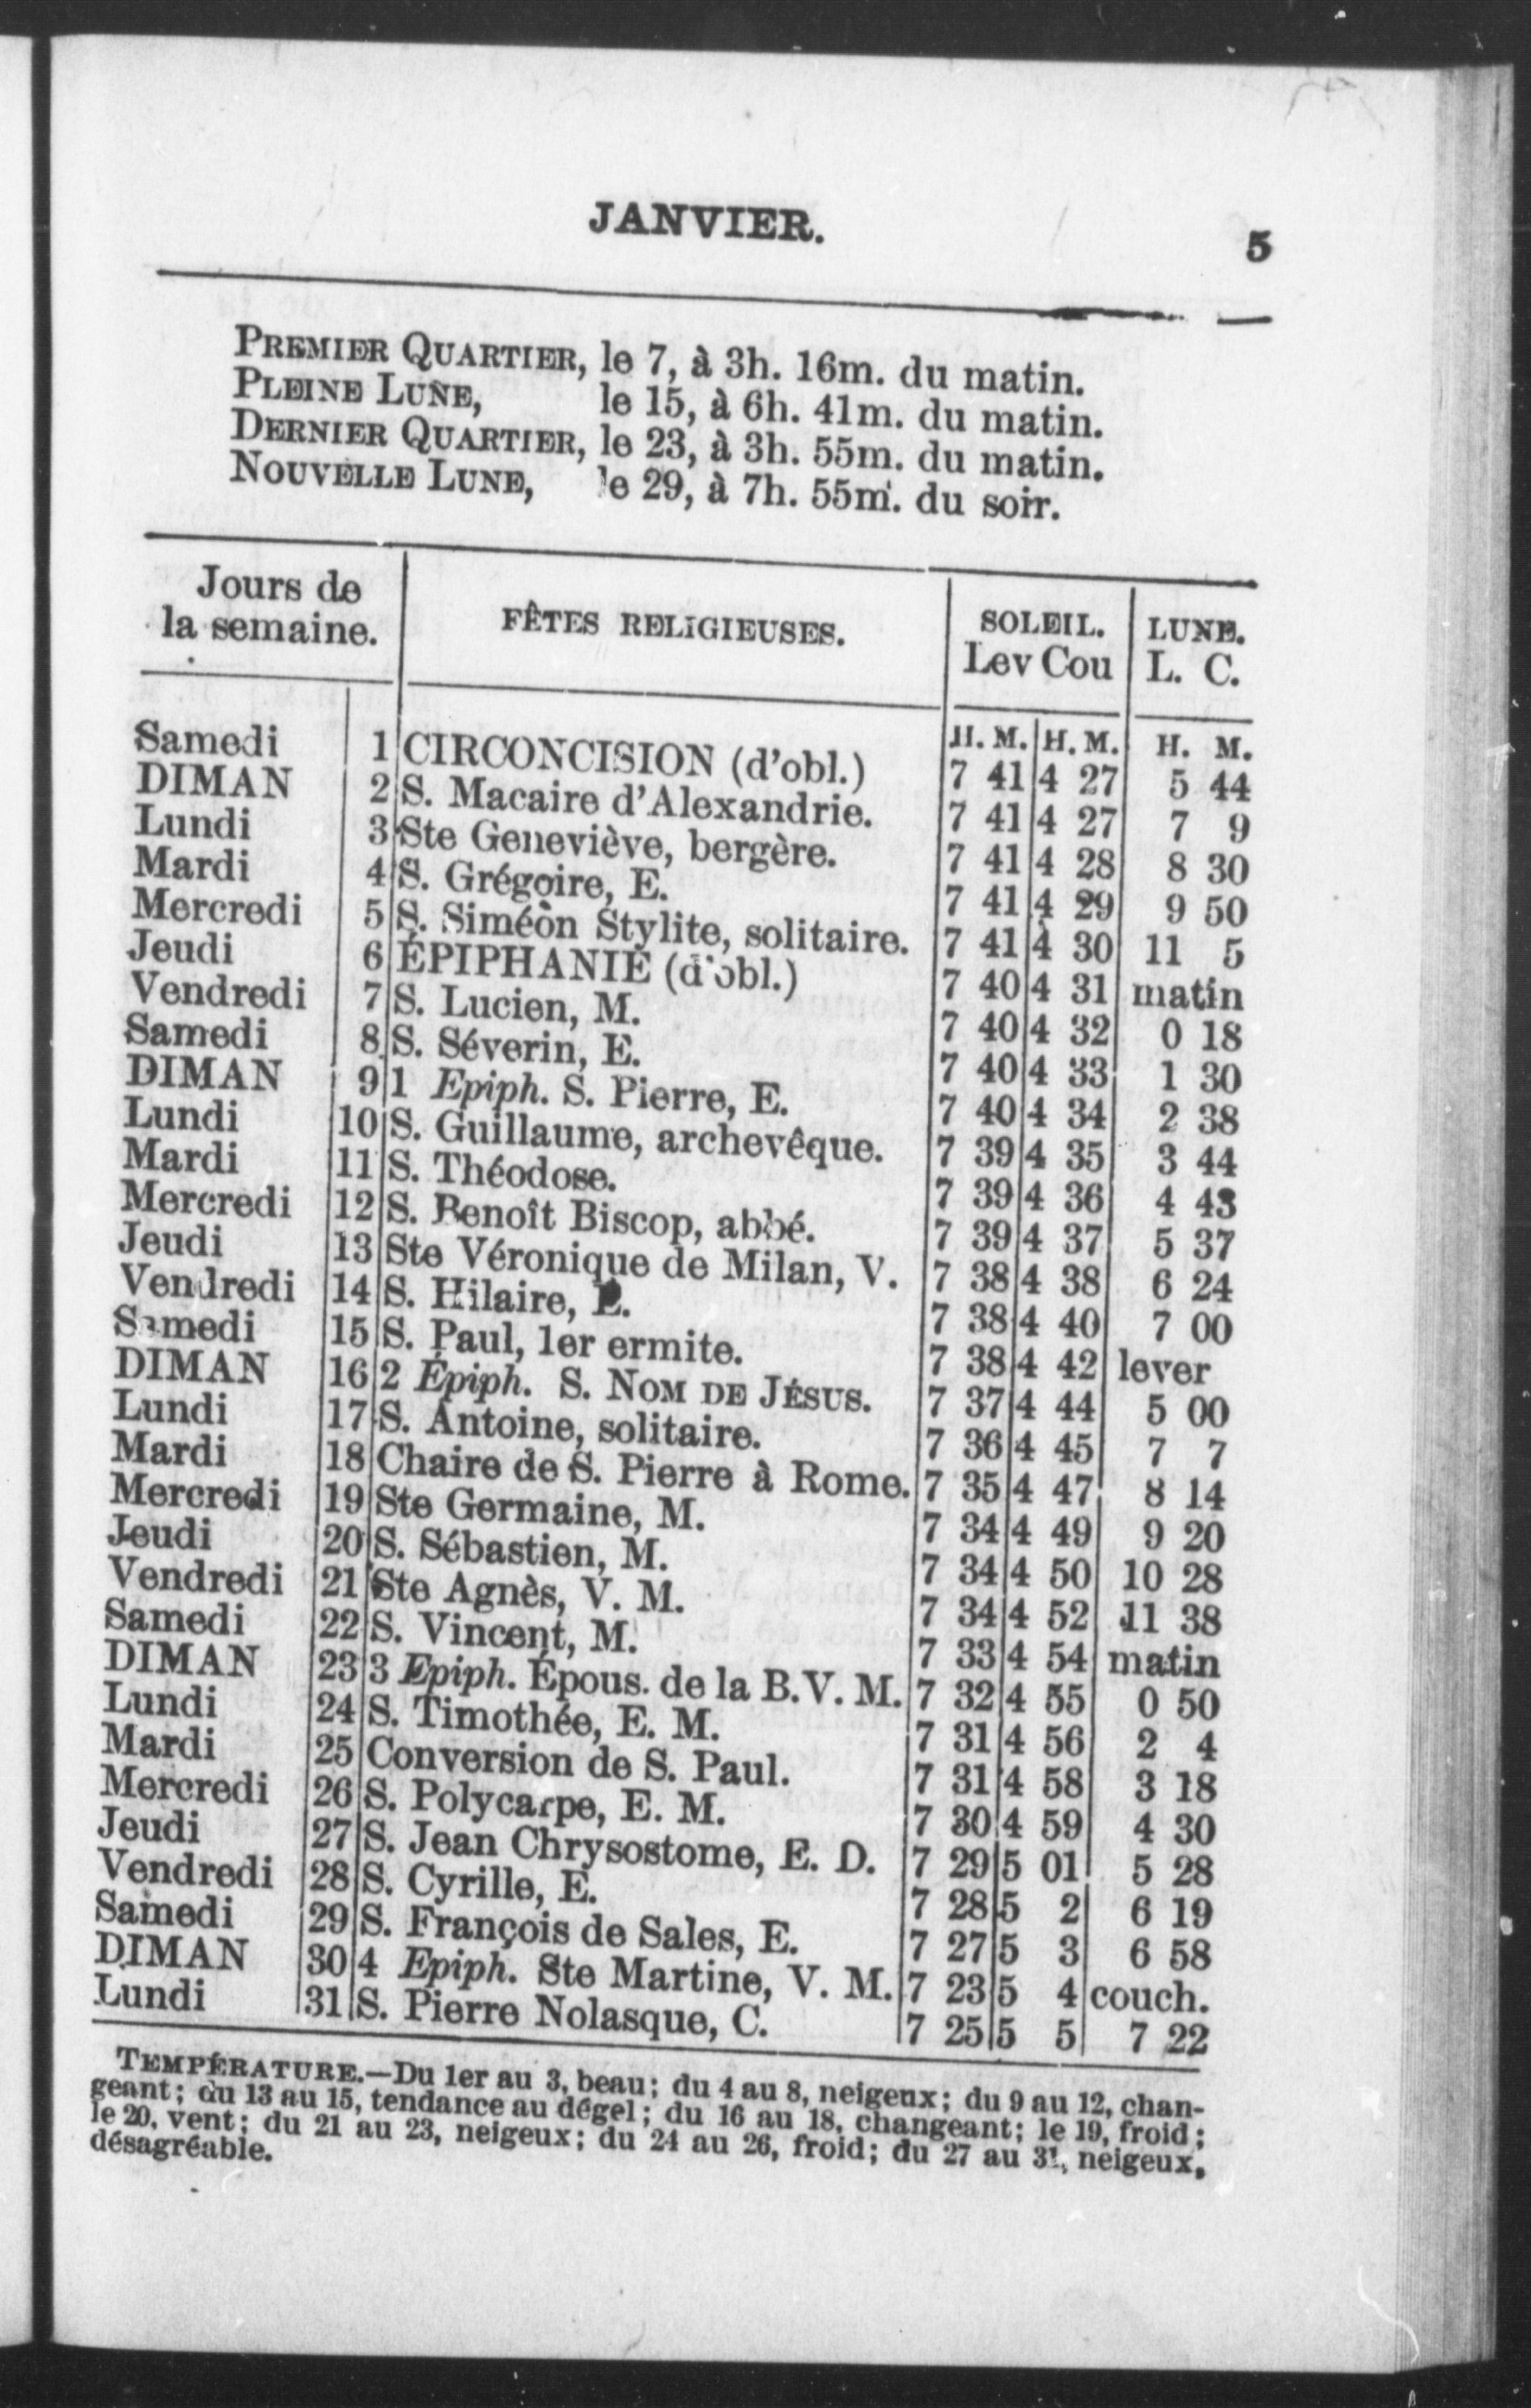 JANVIER.
5
PREMIER QUARTIER, le 7, à 3h. 16m. du matin.
PLEINE LUNE, le 15, à 6h. 41m. du matin.
DERNIER QUARTIER, le 23, à 3h. 55m. du matin.
NOUVELLE LUNE, le 29, à 7h. 55m. du soir.
Jours de la semaine. FÊTES RELIGIEUSES. SOLEIL. LUNE.
Lev Cou L. C.
H. M. H. M. H. M.
Samedi 1 CIRCONCISION (d'obl.) 7 41 4 27 5 44
DIMAN 2 S. Macaire d'Alexandrie. 7 41 4 27 7 9
Lundi 3 Ste Geneviève, bergère. 7 41 4 28 8 30
Mardi 4 S. Grégoire, E. 7 41 4 29 9 50
Mercredi 5 S. Siméon Stylite, solitaire. 7 41 4 30 11 5
Jeudi 6 ÉPIPHANIE (d'obl.) 7 40 4 31 matin
Vendredi 7 S. Lucien, M. 7 40 4 32 0 18
Samedi 8 S. Séverin, E. 7 40 4 33 1 30
DIMAN 9 1 Epiph. S. Pierre, E. 7 40 4 34 2 38
Lundi 10 S. Guillaume, archevêque. 7 39 4 35 3 44
Mardi 11 S. Théodose. 7 39 4 36 4 43
Mercredi 12 S. Benoît Biscop, abbé. 7 39 4 37 5 37
Jeudi 13 Ste Véronique de Milan, V. 7 38 4 38 6 24
Vendredi 14 S. Hilaire, E. 7 38 4 40 7 00
Samedi 15 S. Paul, 1er ermite. 7 38 4 42 lever
DIMAN 16 2 Épiph. S. NOM DE JÉSUS. 7 37 4 44 5 00
Lundi 17 S. Antoine, solitaire. 7 36 4 45 7 7
Mardi 18 Chaire de S. Pierre à Rome. 7 35 4 47 8 14
Mercredi 19 Ste Germaine, M. 7 34 4 49 9 20
Jeudi 20 S. Sébastien, M. 7 34 4 50 10 28
Vendredi 21 Ste Agnès, V. M. 7 34 4 52 11 38
Samedi 22 S. Vincent, M. 7 33 4 54 matin
DIMAN 23 3 Epiph. Épous. de la B.V. M. 7 32 4 55 0 50
Lundi 24 S. Timothée, E. M. 7 31 4 56 2 4
Mardi 25 Conversion de S. Paul. 7 31 4 58 3 18
Mercredi 26 S. Polycarpe, E. M. 7 30 4 59 4 30
Jeudi 27 S. Jean Chrysostome, E. D. 7 29 5 01 5 28
Vendredi 28 S. Cyrille, E. 7 28 5 2 6 19
Samedi 29 S. François de Sales, E. 7 27 5 3 6 58
DIMAN 30 4 Epiph. Ste Martine, V. M. 7 23 5 4 couch.
Lundi 31 S. Pierre Nolasque, C. 7 25 5 5 7 22
TEMPÉRATURE.—Du 1er au 3, beau; du 4 au 8, neigeux; du 9 au 12, chan-
geant; du 13 au 15, tendance au dégel; du 16 au 18, changeant; le 19, froid;
le 20, vent; du 21 au 23, neigeux; du 24 au 26, froid; du 27 au 31, neigeux,
désagréable.